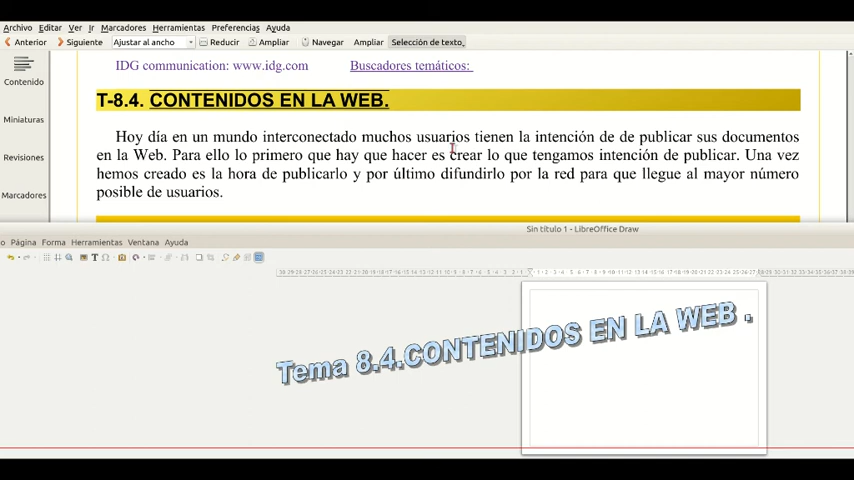 Archivo Editar Ver Ir Marcadores Herramientas Preferencias Ayuda
Anterior Siguiente Ajustar al ancho Reducir Ampliar Navegar Ampliar Selección de texto
Contenido
Miniaturas
Revisiones
Marcadores
IDG communication: www.idg.com Buscadores temáticos:
T-8.4. CONTENIDOS EN LA WEB.
Hoy día en un mundo interconectado muchos usuarios tienen la intención de de publicar sus documentos
en la Web. Para ello lo primero que hay que hacer es crear lo que tengamos intención de publicar. Una vez
hemos creado es la hora de publicarlo y por último difundirlo por la red para que llegue al mayor número
posible de usuarios.
Sin título 1 - LibreOffice Draw
o Página Forma Herramientas Ventana Ayuda
Tema 8.4.CONTENIDOS EN LA WEB .